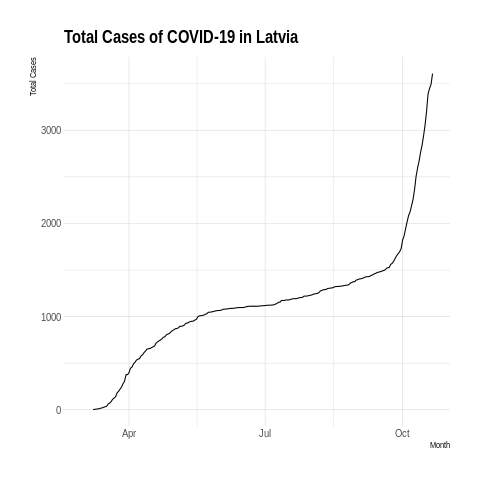 Total Cases of COVID-19 in Latvia
Total Cases
3000
2000
1000
0
Apr
Jul
Oct
Month